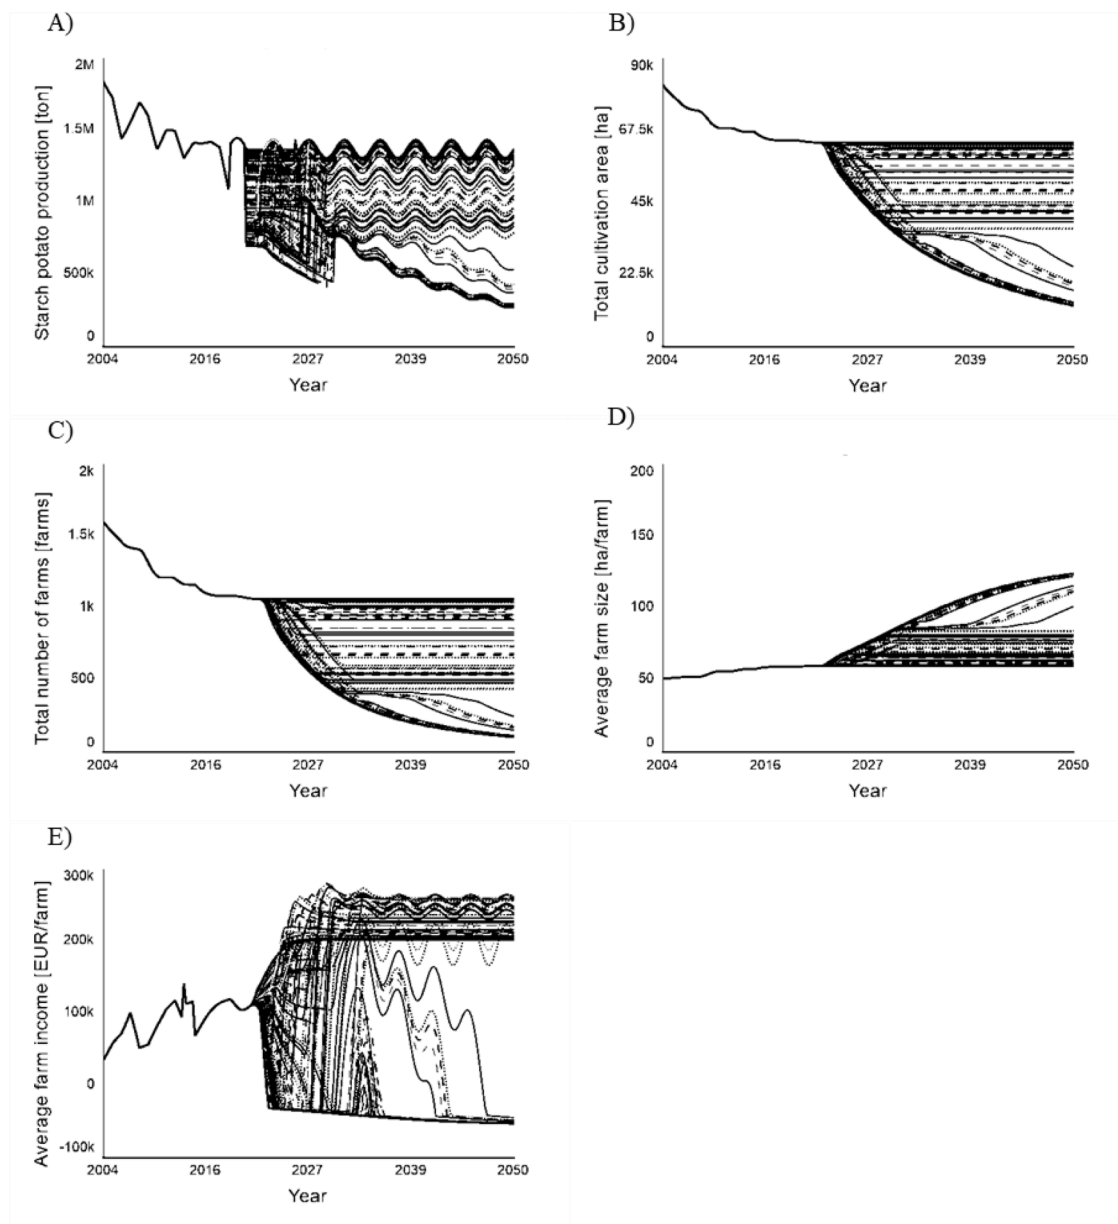 A)
Starch potato production [ton]
2M
1.5M
1M
500k
0
2004 2016 2027 2039 2050
Year
B)
Total cultivation area [ha]
90k
67.5k
45k
22.5k
0
2004 2016 2027 2039 2050
Year
C)
Total number of farms [farms]
2k
1.5k
1k
500
0
2004 2016 2027 2039 2050
Year
D)
Average farm size [ha/farm]
200
150
100
50
0
2004 2016 2027 2039 2050
Year
E)
Average farm income [EUR/farm]
300k
200k
100k
0
-100k
2004 2016 2027 2039 2050
Year